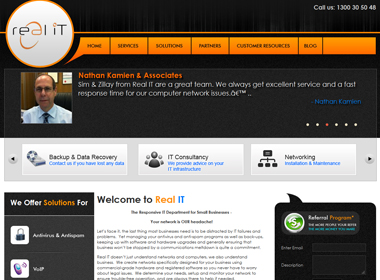 Call us: 1300 30 50 48
real iT
HOME
SERVICES
SOLUTIONS
PARTNERS
CUSTOMER RESOURCES
BLOG
Nathan Kamien & Associates
Sim & Zillay from Real IT are a great team. We always get excellent service and a fast
response time for our computer network issues.â€™ ..
- Nathan Kamien
Backup & Data Recovery
Contact us if you have lost any data
IT Consultancy
We provide advice on your
IT infrastructure
Networking
Installation & Maintenance
We Offer Solutions For
Antivirus & Antispam
VoIP
Welcome to Real IT
The Responsive IT Department for Small Businesses -
Your network is OUR headache!
Let's face it, the last thing most businesses need is to be distracted by IT failures and
problems. Yet managing your antivirus and antispam programs as well as back-ups,
keeping up with software and hardware upgrades and generally ensuring that
business won't be stopped by a communications meltdown is quite a commitment.
Real IT doesn't just understand networks and computers, we also understand
business. We create networks specifically designed for your business using
commercial grade hardware and registered software so you never have to worry
about legal issues. We determine your needs, setup and monitor your network to
ensure trouble-free operation, and are always there to help if needed.
Referral Program*
THE MORE PEOPLE YOU REFER
THE MORE MONEY YOU MAKE
Enter Email
Description